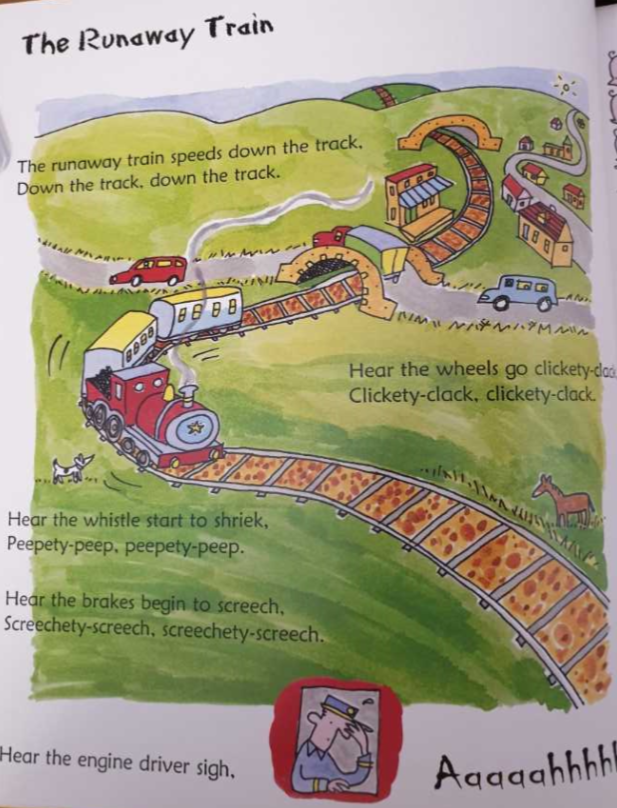 The Runaway Train
The runaway train speeds down the track,
Down the track, down the track.
Hear the wheels go clickety-clack
Clickety-clack, clickety-clack.
Hear the whistle start to shriek,
Peepety-peep, peepety-peep.
Hear the brakes begin to screech,
Screechety-screech, screechety-screech.
Hear the engine driver sigh,
Aaaaahhhh